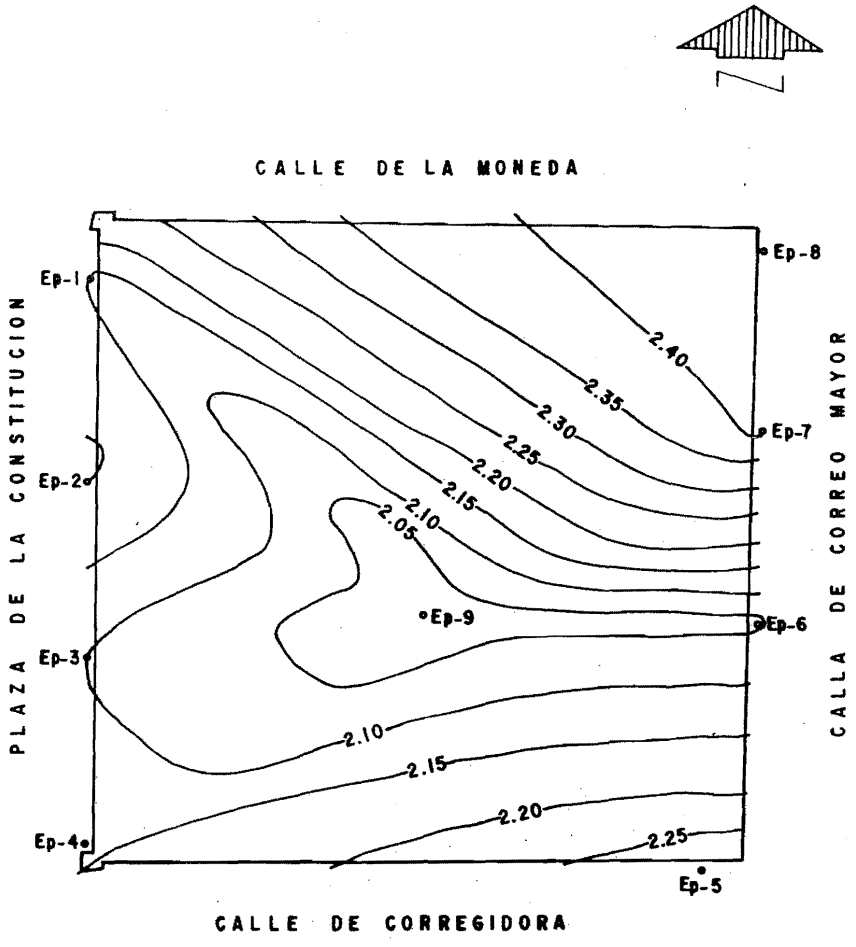 N
CALLE DE LA MONEDA
Ep-8
Ep-1
PLAZA DE LA CONSTITUCION
CALLA DE CORREO MAYOR
2.40
2.35
2.30
Ep-7
2.25
2.20
Ep-2
2.15
2.10
2.05
Ep-9
Ep-6
Ep-3
2.10
2.15
2.20
2.25
Ep-4
Ep-5
CALLE DE CORREGIDORA